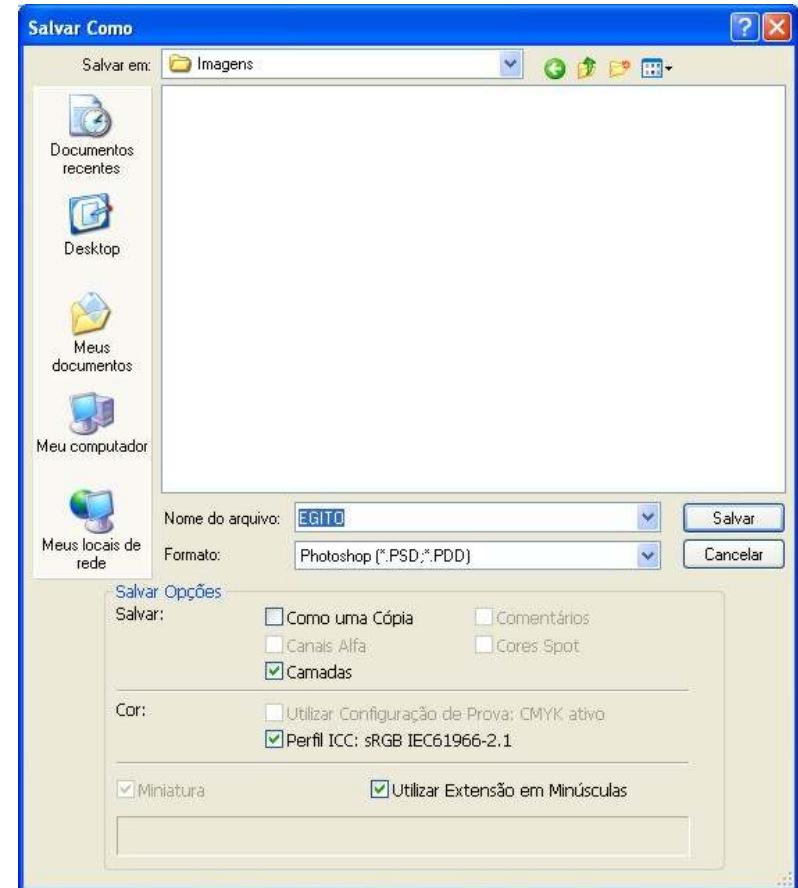 Salvar Como
Salvar em: Imagens
Documentos
recentes
Desktop
Meus
documentos
Meu computador
Meus locais de
rede
Nome do arquivo: EGITO Salvar
Formato: Photoshop (*.PSD;*.PDD) Cancelar
Salvar Opções
Salvar: Como uma Cópia Comentários
Canais Alfa Cores Spot
Camadas
Cor: Utilizar Configuração de Prova: CMYK ativo
Perfil ICC: sRGB IEC61966-2.1
Miniatura Utilizar Extensão em Minúsculas